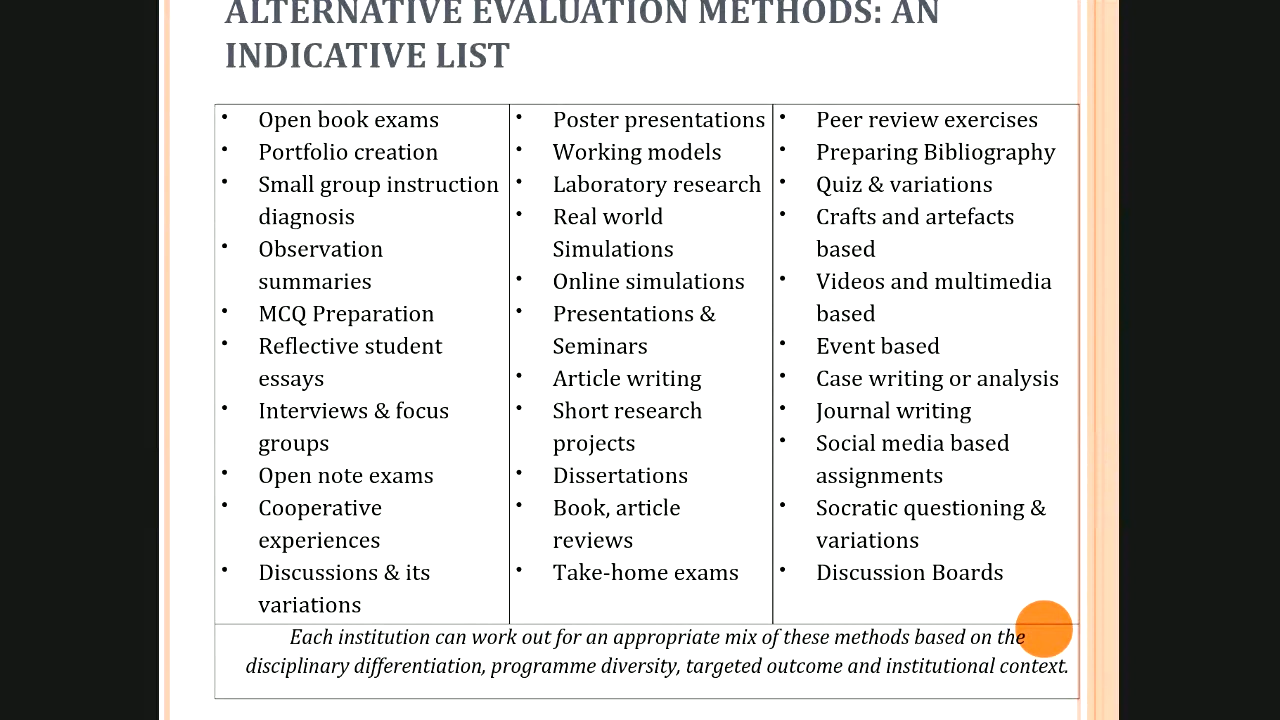 ALTERNATIVE EVALUATION METHODS: AN
INDICATIVE LIST
• Open book exams
• Portfolio creation
• Small group instruction
diagnosis
• Observation
summaries
• MCQ Preparation
• Reflective student
essays
• Interviews & focus
groups
• Open note exams
• Cooperative
experiences
• Discussions & its
variations
• Poster presentations
• Working models
• Laboratory research
• Real world
Simulations
• Online simulations
• Presentations &
Seminars
• Article writing
• Short research
projects
• Dissertations
• Book, article
reviews
• Take-home exams
• Peer review exercises
• Preparing Bibliography
• Quiz & variations
• Crafts and artefacts
based
• Videos and multimedia
based
• Event based
• Case writing or analysis
• Journal writing
• Social media based
assignments
• Socratic questioning &
variations
• Discussion Boards
Each institution can work out for an appropriate mix of these methods based on the
disciplinary differentiation, programme diversity, targeted outcome and institutional context.